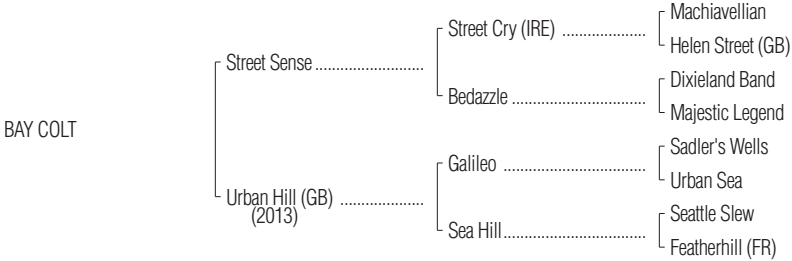 Machiavellian
Street Cry (IRE) ....................
Helen Street (GB)
Street Sense ..........................
Dixieland Band
Bedazzle ................................
Majestic Legend
BAY COLT
Sadler's Wells
Galileo ..................................
Urban Sea
Urban Hill (GB) ....................
(2013)
Seattle Slew
Sea Hill..................................
Featherhill (FR)